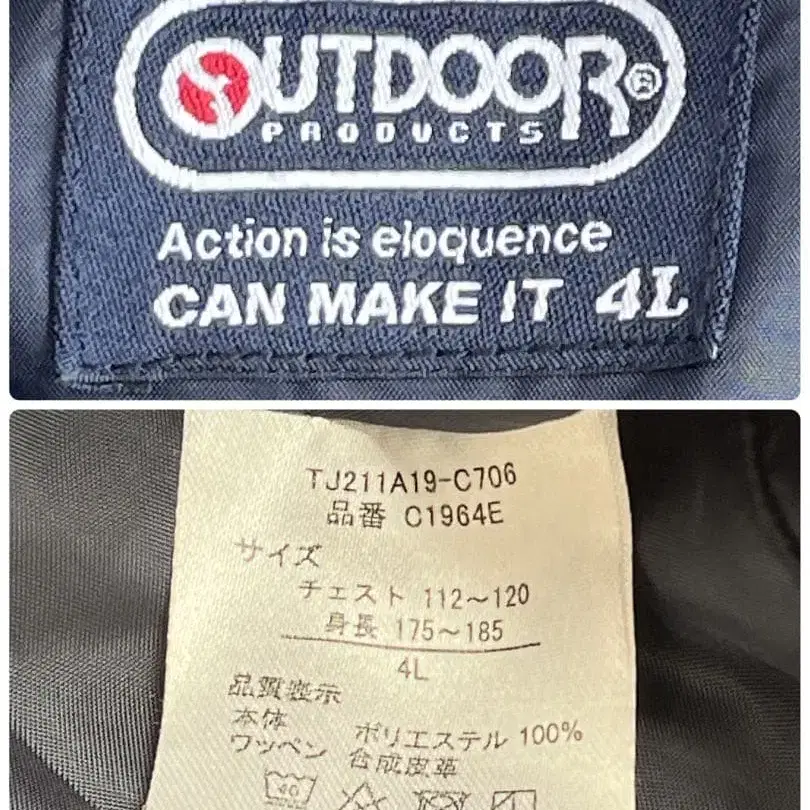 OUTDOOR®
PRODUCTS
Action is eloquence
CAN MAKE IT 4L
TJ211A19-C706
品番 C1964E
サイズ
チェスト 112～120
身長 175～185
4L
品質表示
本体 ポリエステル 100%
ワッペン 合成皮革
40